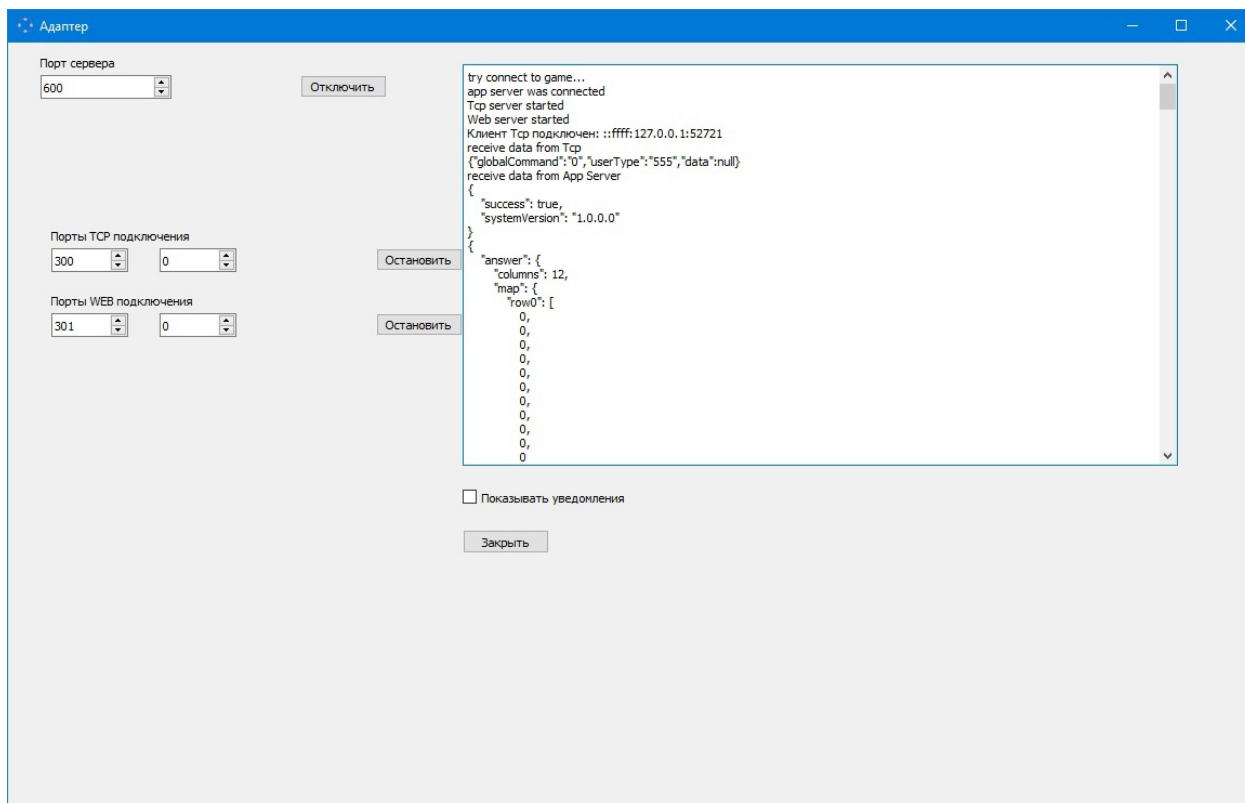 Адаптер
Порт сервера
600
Отключить
Порты TCP подключения
300 0 Остановить
Порты WEB подключения
301 0 Остановить
try connect to game...
app server was connected
Tcp server started
Web server started
Клиент Tcp подключен: ::ffff:127.0.0.1:52721
receive data from Tcp
{"globalCommand":"0","userType":"555","data":null}
receive data from App Server
{
"success": true,
"systemVersion": "1.0.0.0"
}
{
"answer": {
"columns": 12,
"map": {
"row0": [
0,
0,
0,
0,
0,
0,
0,
0,
0,
0,
0
Показывать уведомления
Закрыть